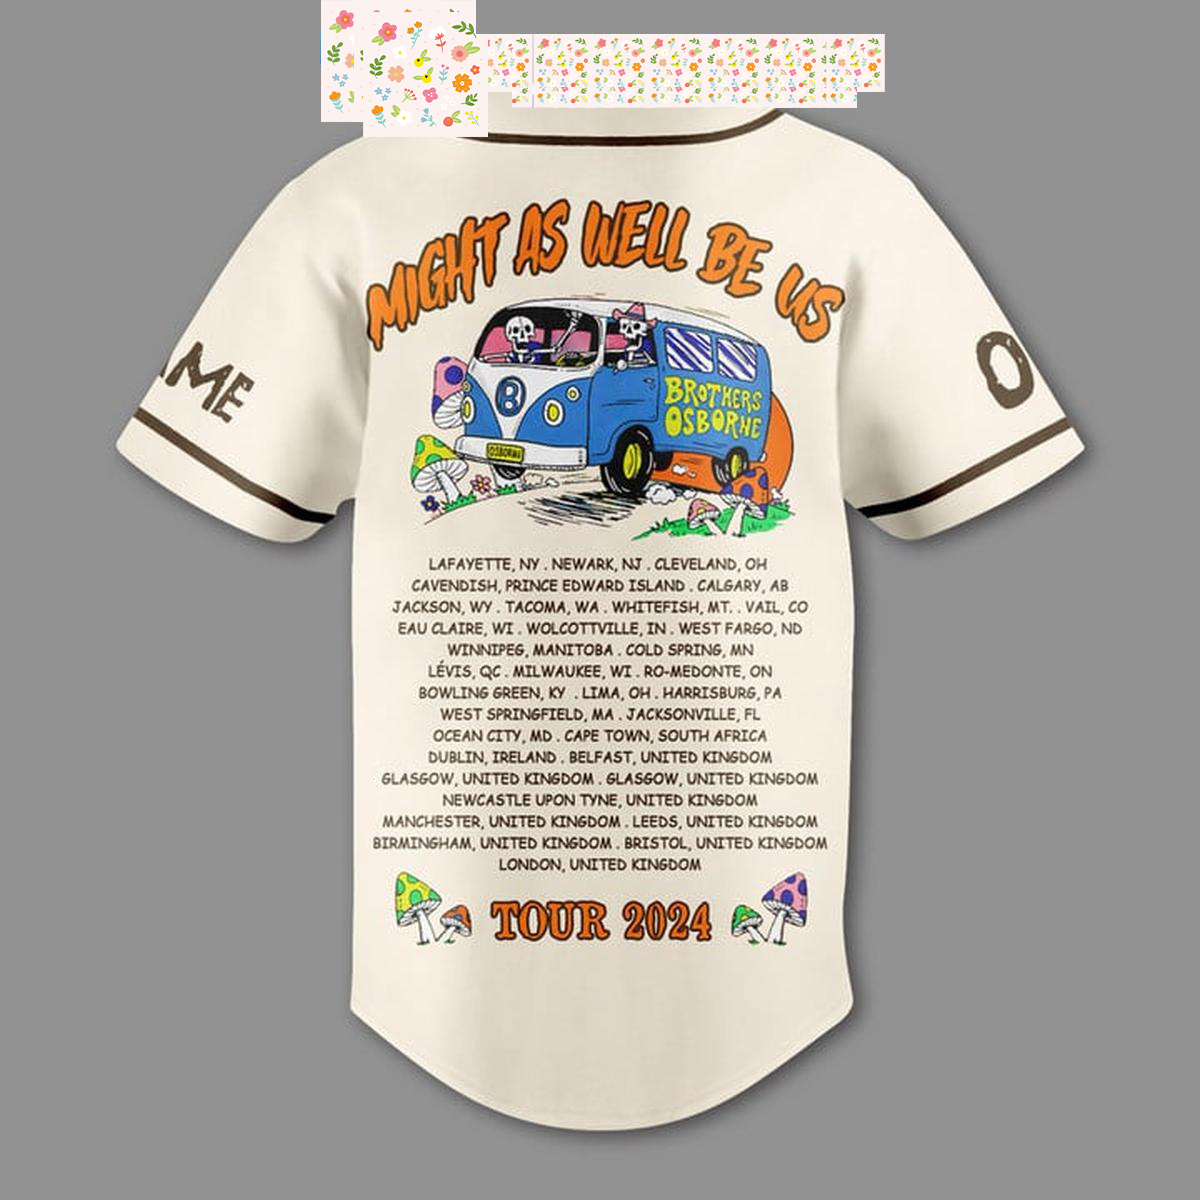 MIGHT AS WELL BE US
B
BROTHERS
OSBORNE
OSBORNE
AME
O
LAFAYETTE, NY . NEWARK, NJ . CLEVELAND, OH
CAVENDISH, PRINCE EDWARD ISLAND . CALGARY, AB
JACKSON, WY . TACOMA, WA . WHITEFISH, MT. . VAIL, CO
EAU CLAIRE, WI . WOLCOTTVILLE, IN . WEST FARGO, ND
WINNIPEG, MANITOBA . COLD SPRING, MN
LÉVIS, QC . MILWAUKEE, WI . RO-MEDONTE, ON
BOWLING GREEN, KY . LIMA, OH . HARRISBURG, PA
WEST SPRINGFIELD, MA . JACKSONVILLE, FL
OCEAN CITY, MD . CAPE TOWN, SOUTH AFRICA
DUBLIN, IRELAND . BELFAST, UNITED KINGDOM
GLASGOW, UNITED KINGDOM . GLASGOW, UNITED KINGDOM
NEWCASTLE UPON TYNE, UNITED KINGDOM
MANCHESTER, UNITED KINGDOM . LEEDS, UNITED KINGDOM
BIRMINGHAM, UNITED KINGDOM . BRISTOL, UNITED KINGDOM
LONDON, UNITED KINGDOM
TOUR 2024